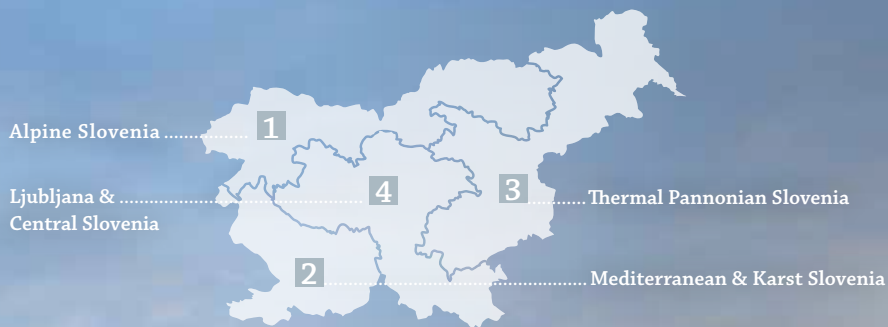 Alpine Slovenia ................ 1
Ljubljana & ................................................ 4
Central Slovenia
3 ............ Thermal Pannonian Slovenia
2 .................................................... Mediterranean & Karst Slovenia